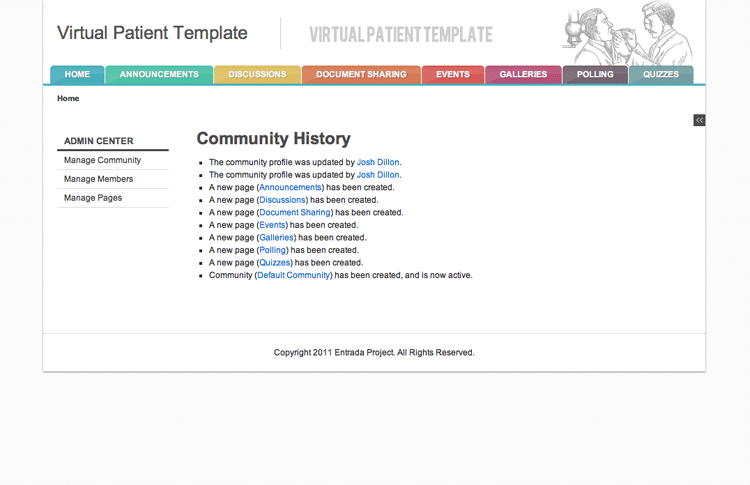 Virtual Patient Template
VIRTUAL PATIENT TEMPLATE
HOME
ANNOUNCEMENTS
DISCUSSIONS
DOCUMENT SHARING
EVENTS
GALLERIES
POLLING
QUIZZES
Home
ADMIN CENTER
Manage Community
Manage Members
Manage Pages
Community History
The community profile was updated by Josh Dillon.
The community profile was updated by Josh Dillon.
A new page (Announcements) has been created.
A new page (Discussions) has been created.
A new page (Document Sharing) has been created.
A new page (Events) has been created.
A new page (Galleries) has been created.
A new page (Polling) has been created.
A new page (Quizzes) has been created.
Community (Default Community) has been created, and is now active.
Copyright 2011 Entrada Project. All Rights Reserved.